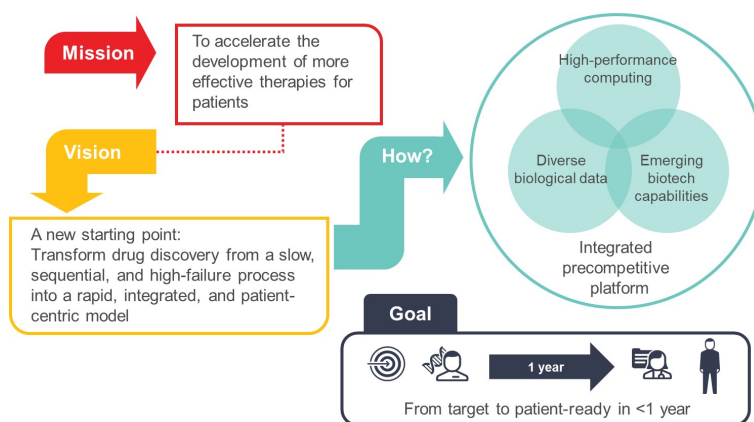 Mission
To accelerate the
development of more
effective therapies for
patients
Vision
A new starting point:
Transform drug discovery from a slow,
sequential, and high-failure process
into a rapid, integrated, and patient-
centric model
How?
High-performance
computing
Diverse
biological data
Emerging
biotech
capabilities
Integrated
precompetitive
platform
Goal
1 year
From target to patient-ready in <1 year